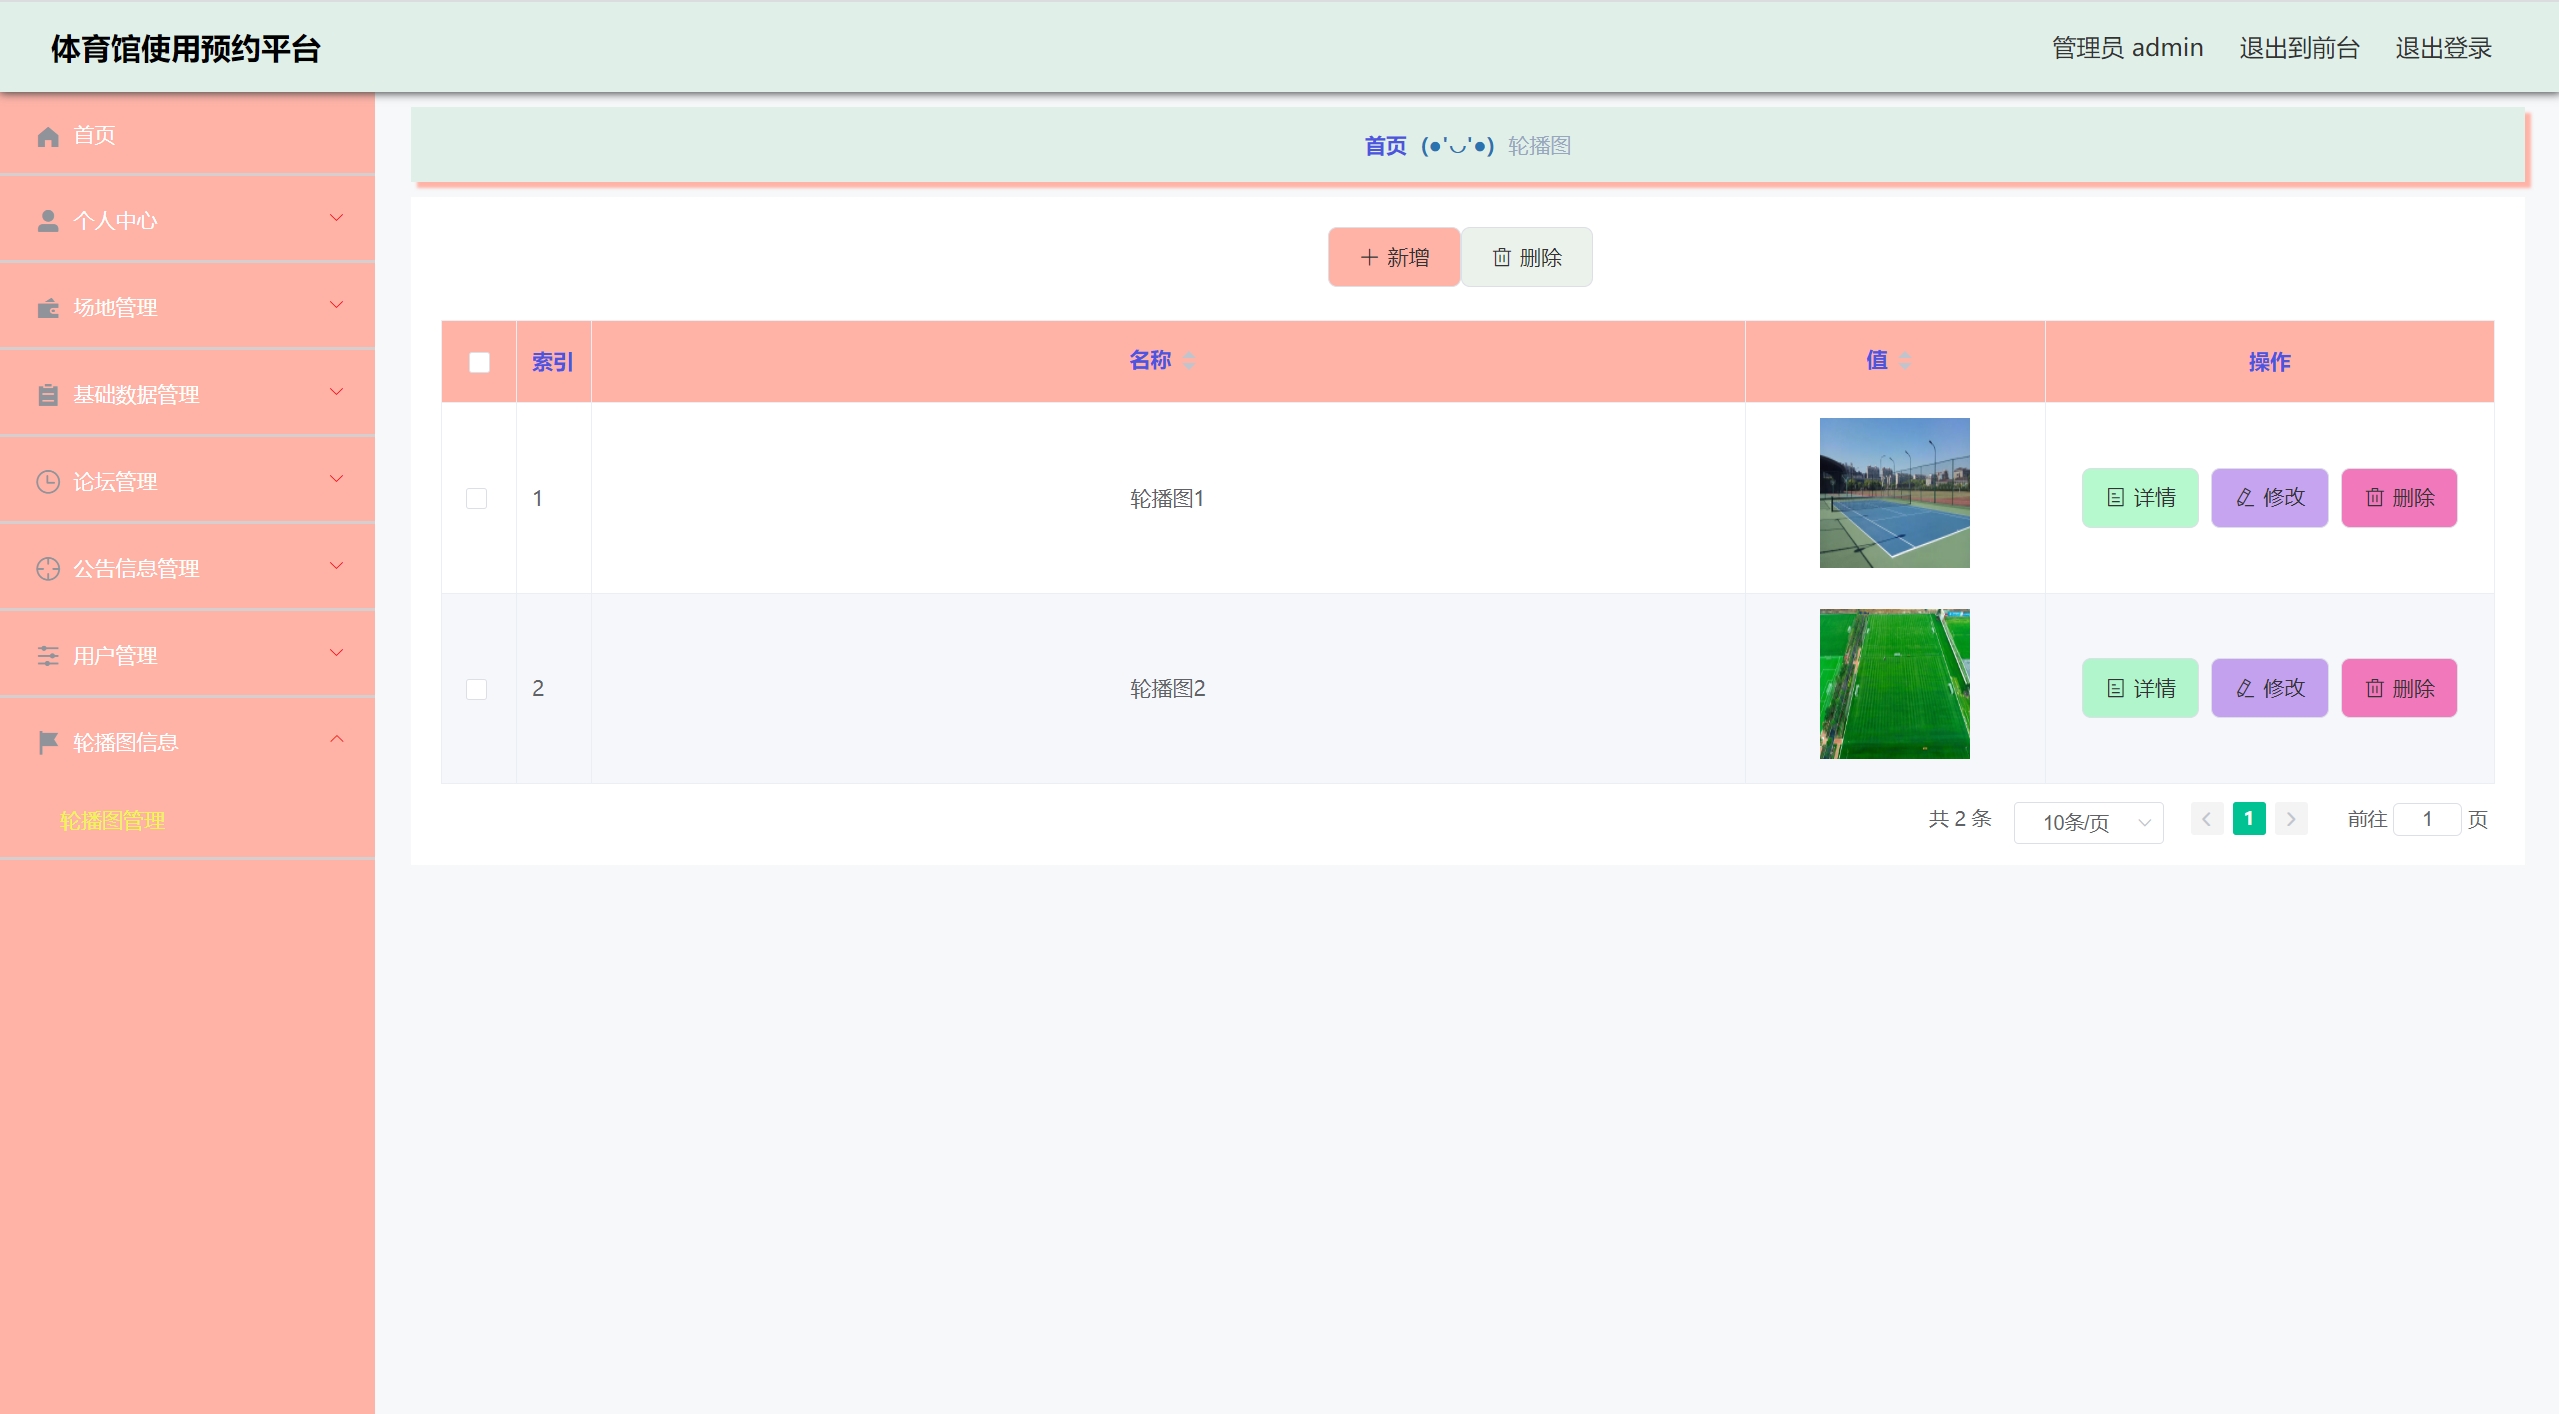 体育馆使用预约平台
管理员 admin 退出到前台 退出登录
首页
个人中心
场地管理
基础数据管理
论坛管理
公告信息管理
用户管理
轮播图信息
轮播图管理
首页 (●'◡'●) 轮播图
新增 删除
索引 名称 值 操作
1 轮播图1 详情 修改 删除
2 轮播图2 详情 修改 删除
共 2 条 10条/页 1 前往 1 页